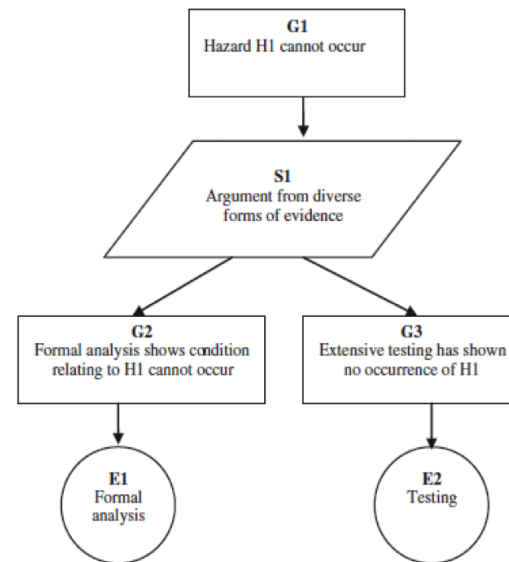 G1
Hazard H1 cannot occur
S1
Argument from diverse
forms of evidence
G2
Formal analysis shows condition
relating to H1 cannot occur
G3
Extensive testing has shown
no occurrence of H1
E1
Formal
analysis
E2
Testing